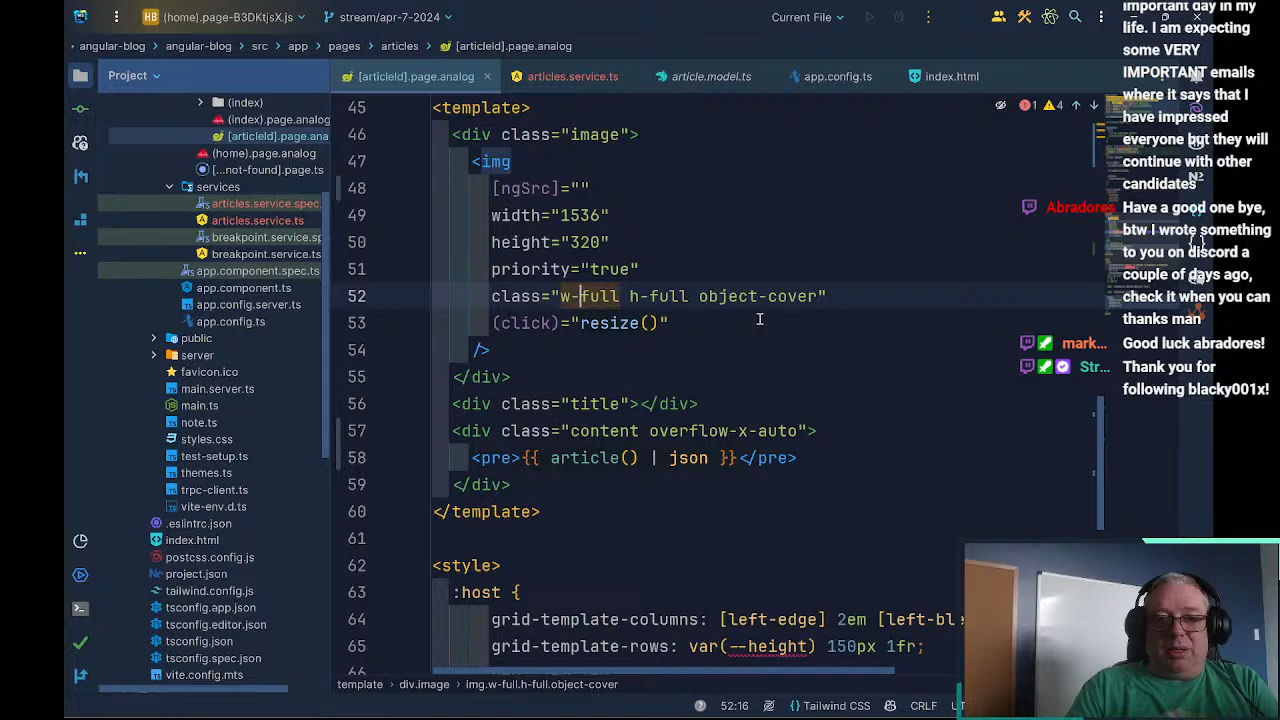 HB (home).page-B3DKtjsX.js
stream/apr-7-2024
Current File
angular-blog
angular-blog
src
app
pages
articles
[articleId].page.analog
Project
[articleId].page.analog
articles.service.ts
article.model.ts
app.config.ts
index.html
(index)
(index).page.analog
[articleId].page.ana
(home).page.analog
[...not-found].page.ts
services
articles.service.spec.
articles.service.ts
breakpoint.service.sp
breakpoint.service.ts
app.component.spec.ts
app.component.ts
app.config.server.ts
app.config.ts
public
server
favicon.ico
main.server.ts
main.ts
note.ts
styles.css
test-setup.ts
themes.ts
trpc-client.ts
vite-env.d.ts
.eslintrc.json
index.html
postcss.config.js
project.json
tailwind.config.js
tsconfig.app.json
tsconfig.editor.json
tsconfig.json
tsconfig.spec.json
vite.config.mts
45 <template>
46 <div class="image">
47 <img
48 [ngSrc]=""
49 width="1536"
50 height="320"
51 priority="true"
52 class="w-full h-full object-cover"
53 (click)="resize()"
54 />
55 </div>
56 <div class="title"></div>
57 <div class="content overflow-x-auto">
58 <pre>{{ article() | json }}</pre>
59 </div>
60 </template>
61
62 <style>
63 :host {
64 grid-template-columns: [left-edge] 2em [left-bl
65 grid-template-rows: var(--height) 150px 1fr;
1
4
template
div.image
img.w-full.h-full.object-cover
52:16
Tailwind CSS
CRLF
important day in my
life. I am expecting
some VERY
IMPORTANT emails
where it says that I
have impressed
everyone but they will
continue with other
candidates
Abradores
Have a good one bye,
btw I wrote something
to you on discord a
couple of days ago,
check it when you can
thanks man
mark...
Good luck abradores!
Str...
Thank you for
following blacky001x!